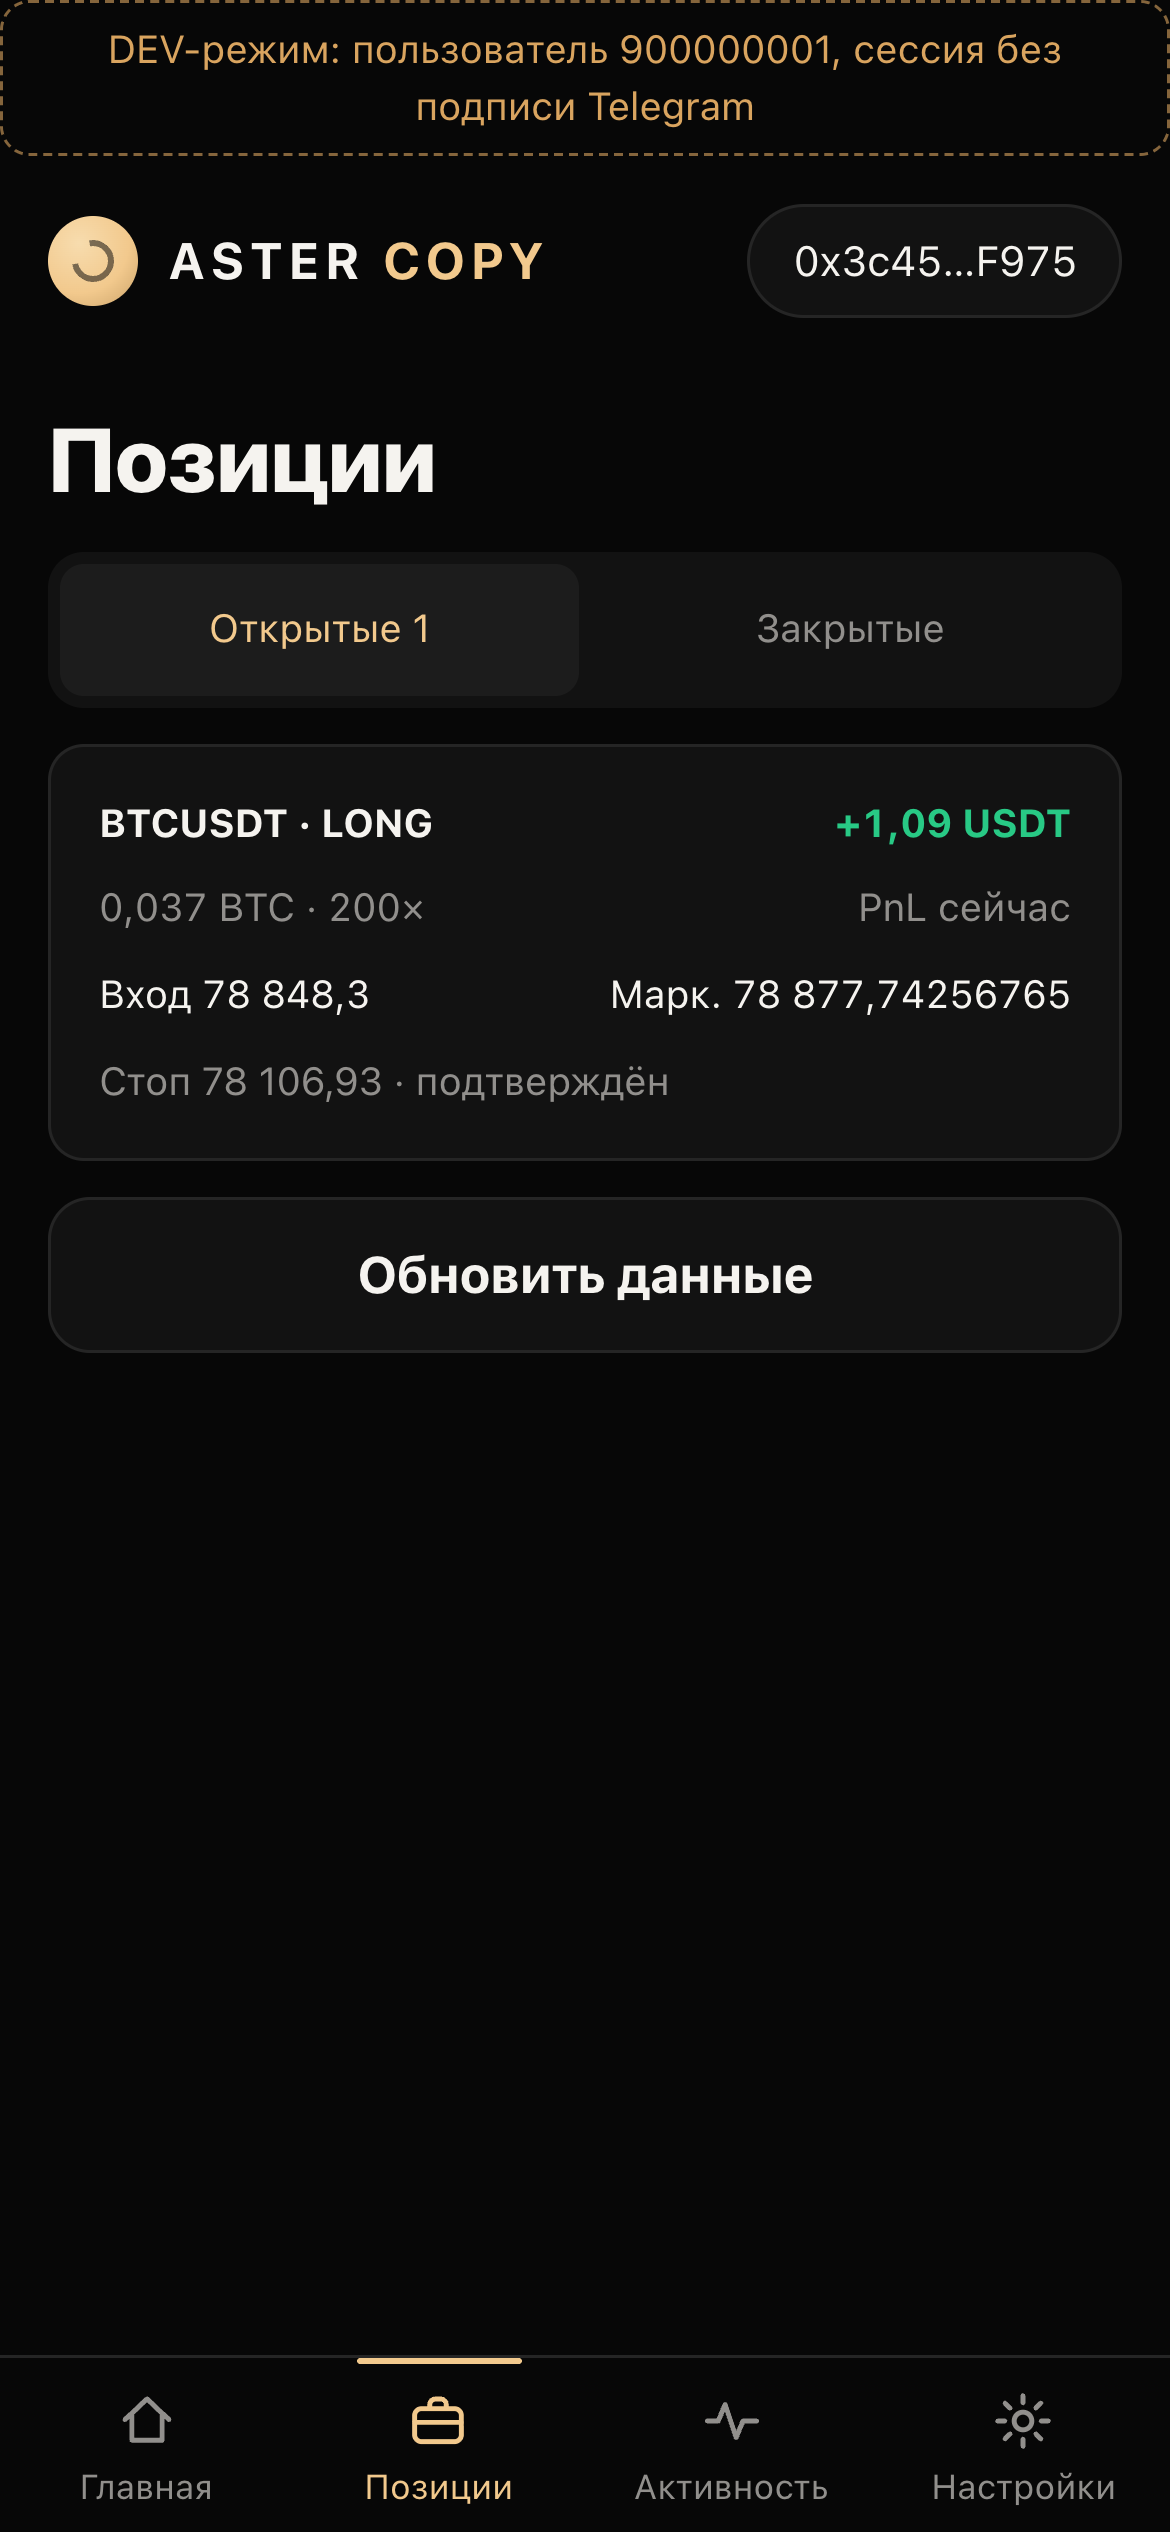 DEV-режим: пользователь 900000001, сессия без
подписи Telegram
ASTER COPY
0x3c45...F975
Позиции
Открытые 1
Закрытые
BTCUSDT · LONG
+1,09 USDT
0,037 BTC · 200×
PnL сейчас
Вход 78 848,3
Марк. 78 877,74256765
Стоп 78 106,93 · подтверждён
Обновить данные
Главная
Позиции
Активность
Настройки